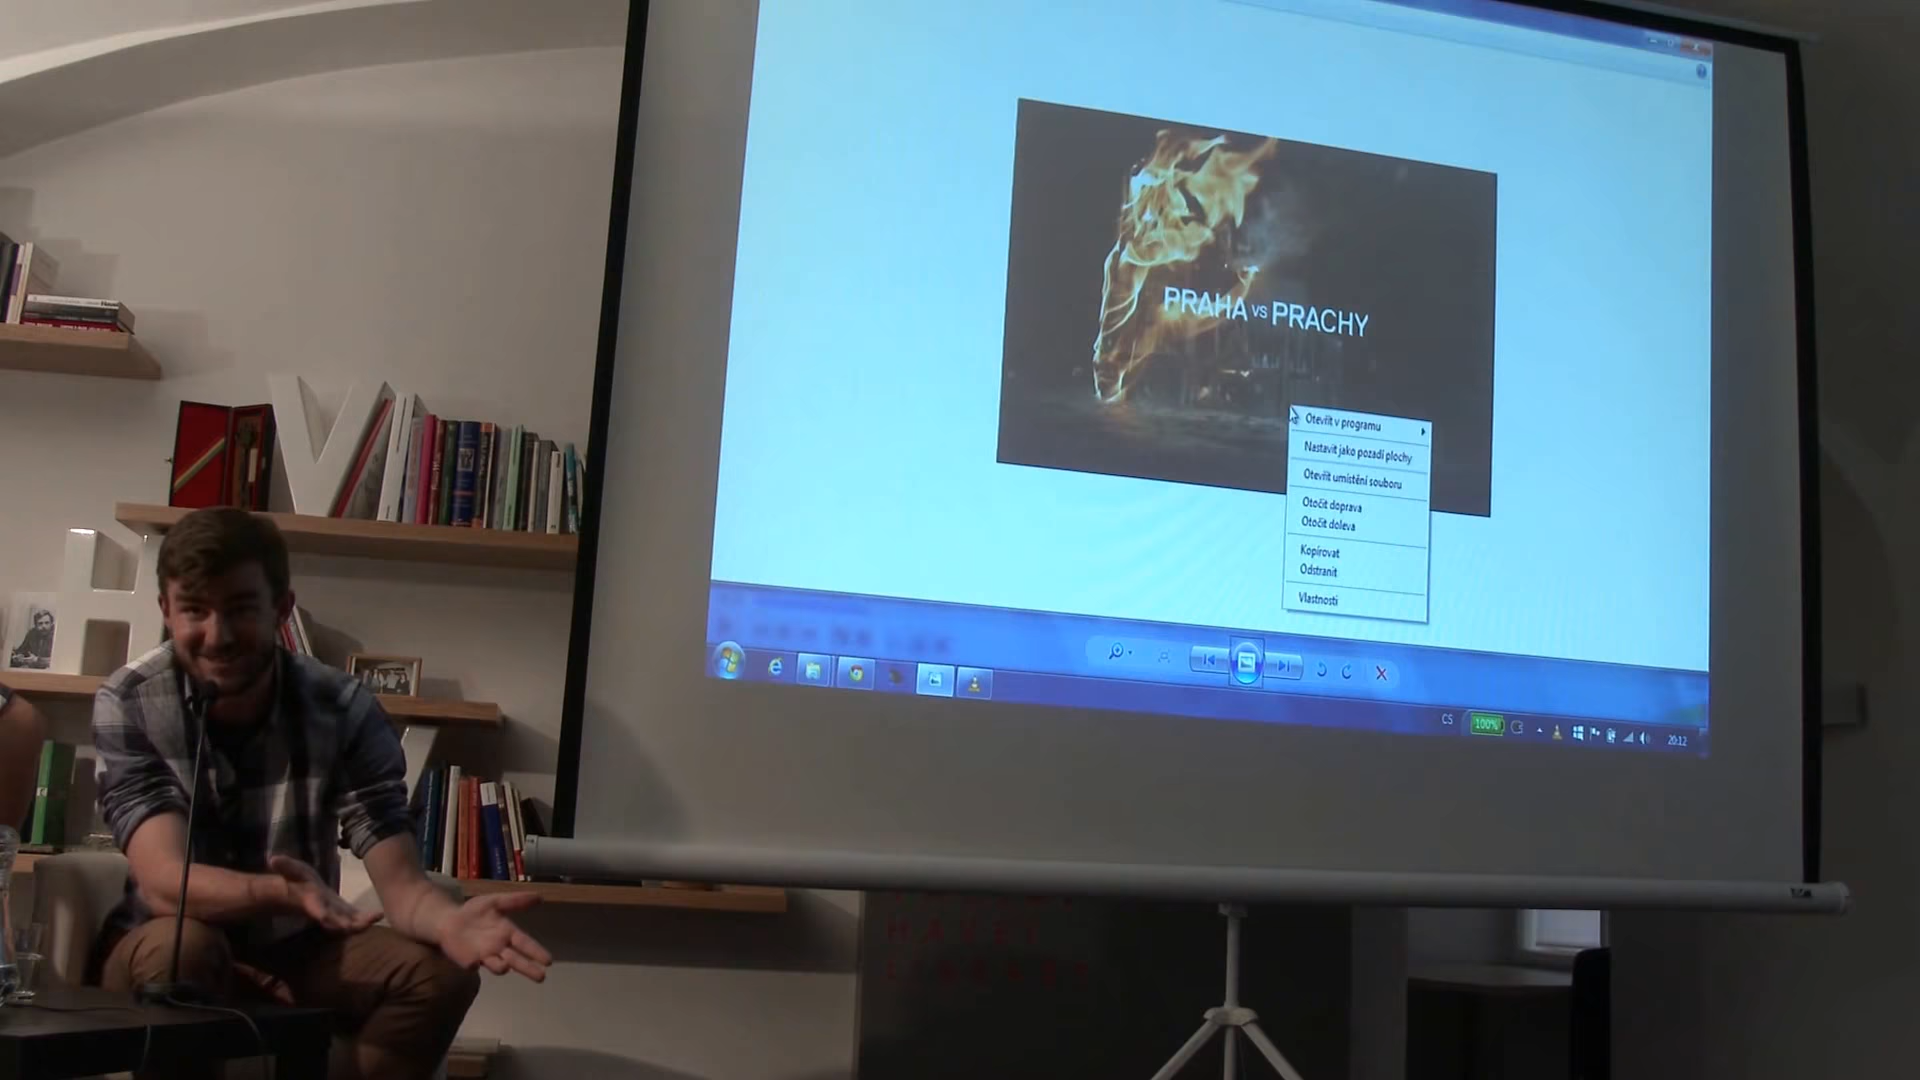 PRAHA VS PRACHY
Otevřít v programu
Nastavit jako pozadí plochy
Otevřít umístění souboru
Otočit doprava
Otočit doleva
Kopírovat
Odstranit
Vlastnosti
CS
100%
20:12
V
H
HAVEL